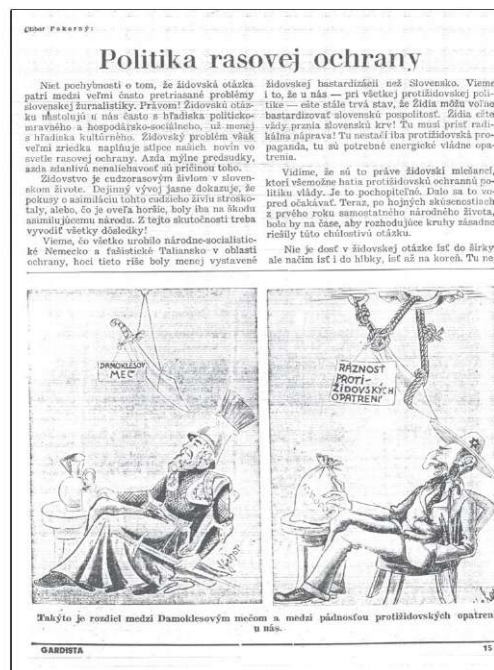 Ctibor Pokorný:
Politika rasovej ochrany
Niet pochybnosti o tom, že židovská otázka
patrí medzi veľmi často pretriasané problémy
slovenskej žurnalistiky. Právom! Židovskú otáz-
ku nastoľujú u nás často s hľadiska politicko-
mravného a hospodársko-sociálneho, už menej
s hľadiska kultúrneho. Židovský problém však
veľmi zriedka naplňuje stĺpce našich novín vo
svetle rasovej ochrany. Azda mylne predsudky,
azda zdanlivá nenaliehavosť sú príčinou toho.
Židovstvo je cudzorasovým živlom v sloven-
skom živote. Dejinný vývoj jasne dokazuje, že
pokusy o asimiláciu tohto cudzieho živlu strosko-
taly, alebo, čo je oveľa horšie, boly iba na škodu
asimilujúcemu národu. Z tejto skutočnosti treba
vyvodiť všetky dôsledky!
Vieme, čo všetko urobilo národne-socialistic-
ké Nemecko a fašistické Taliansko v oblasti
ochrany, hoci tieto ríše boly menej vystavené
židovskej bastardizácii než Slovensko. Vieme
i to, že u nás — pri všetkej protižidovskej poli-
tike — ešte stále trvá stav, že Židia môžu voľne
bastardizovať slovenskú pospolitosť. Židia ešte
vždy prznia slovenskú krv! Tu musí prísť radi-
kálna náprava! Tu nestačí iba protižidovská pro-
paganda, tu sú potrebné energické vládne opa-
trenia.
Vidíme, že sú to práve židovskí miešanci,
ktorí všemožne hatia protižidovskú ochrannú po-
litiku vlády. Je to pochopiteľné. Dalo sa to vo-
pred očakávať. Teraz, po hojných skúsenostiach
z prvého roku samostatného národného života,
bolo by na čase, aby rozhodujúce kruhy zásadne
riešily túto chúlostivú otázku.
Nie je dosť v židovskej otázke ísť do šírky
ale načim ísť i do hĺbky, ísť až na koreň. Tu ne
DAMOKLESOV
MEČ
RÁZNOSŤ
PROTI-
ŽIDOVSKÝCH
OPATRENÍ
Takýto je rozdiel medzi Damoklesovým mečom a medzi pádnosťou protižidovských opatren
u nás.
GARDISTA
15